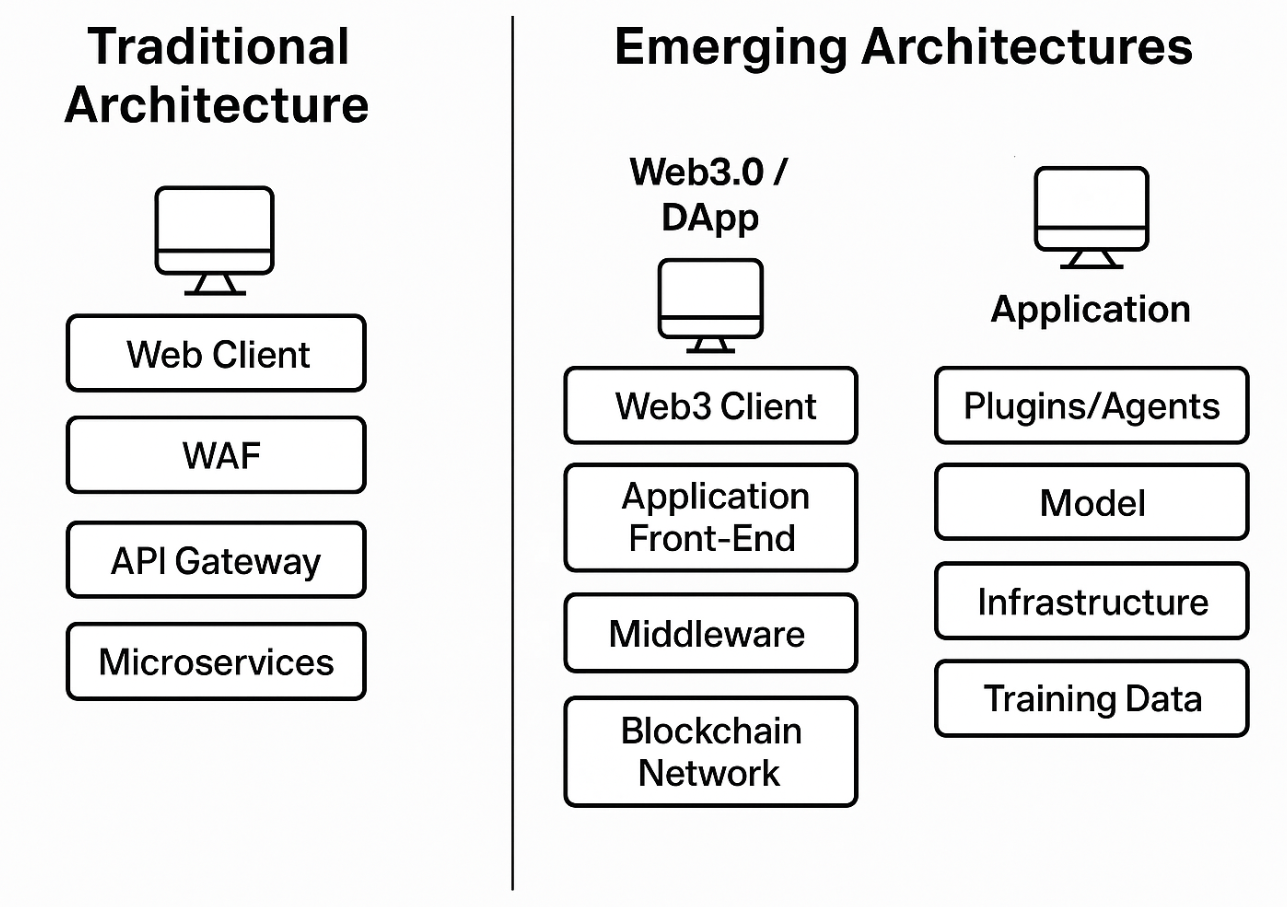 Traditional
Architecture
Web Client
WAF
API Gateway
Microservices
Emerging Architectures
Web3.0 /
DApp
Web3 Client
Application
Front-End
Middleware
Blockchain
Network
Application
Plugins/Agents
Model
Infrastructure
Training Data